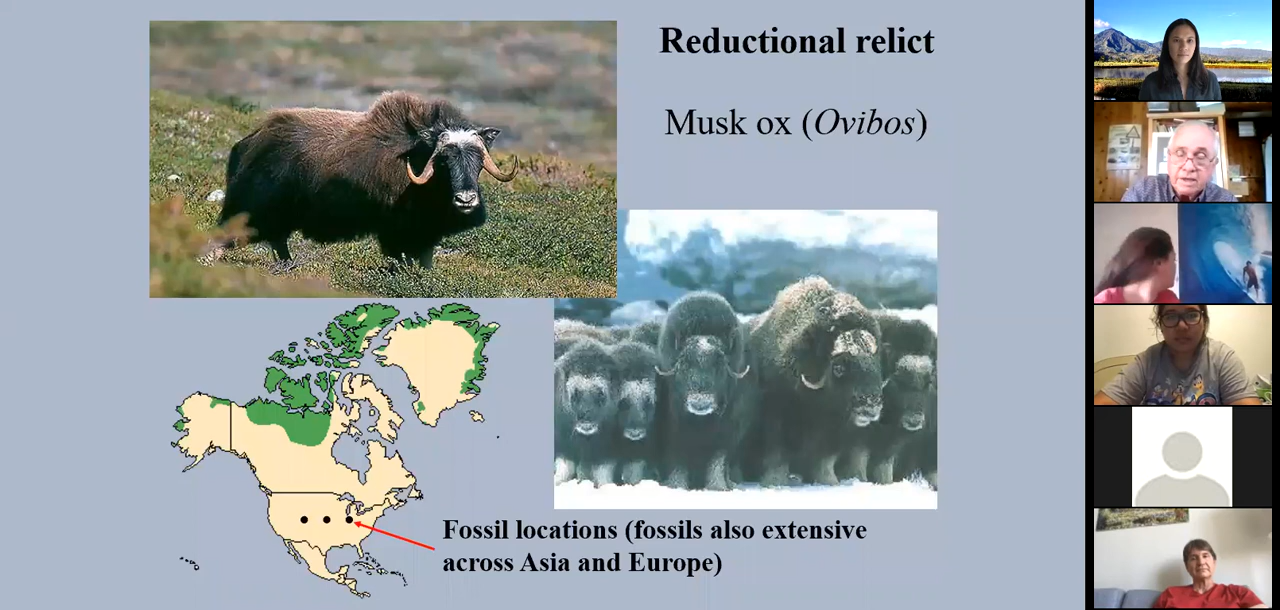 Reductional relict
Musk ox (Ovibos)
Fossil locations (fossils also extensive
across Asia and Europe)